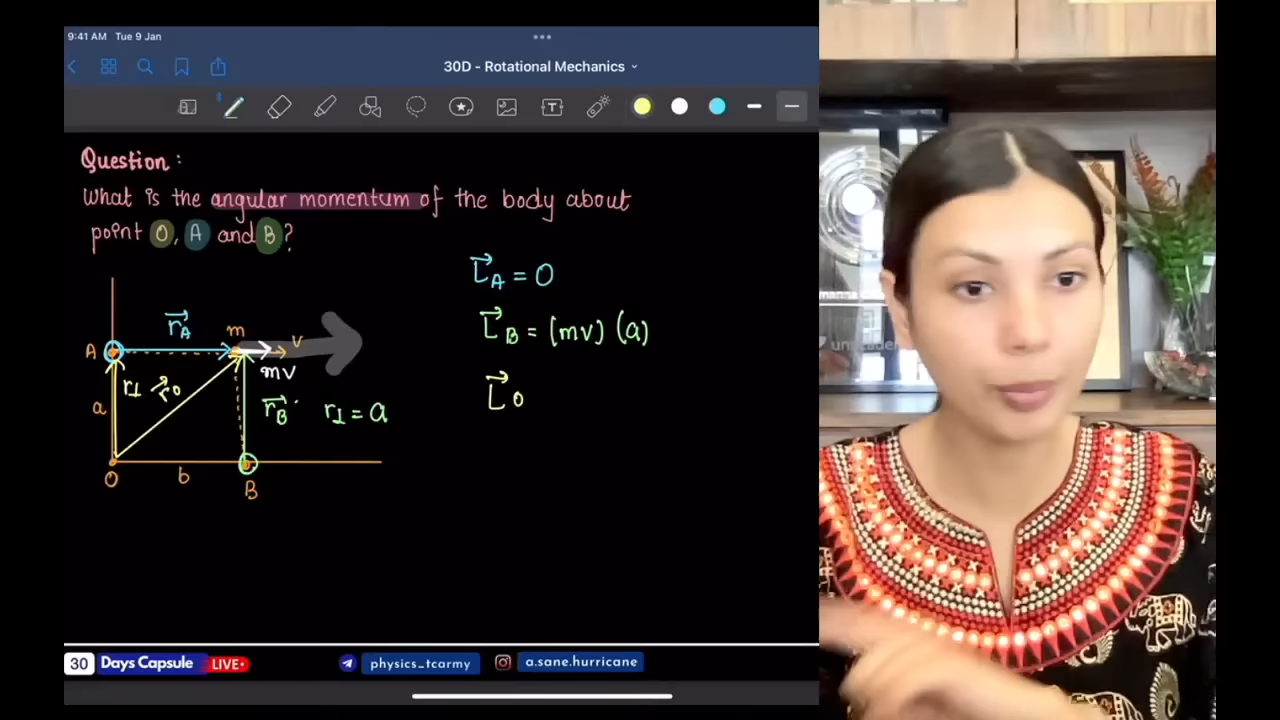 9:41 AM Tue 9 Jan
30D - Rotational Mechanics
Question :
What is the angular momentum of the body about
point O, A and B?
L⃗A = 0
r⃗A
m
L⃗B = (mv) (a)
v
A
mv
r⊥
r⃗o
L⃗o
a
r⃗B
r⊥ = a
O
b
B
30 Days Capsule LIVE
physics_tcarmy
a.sane.hurricane